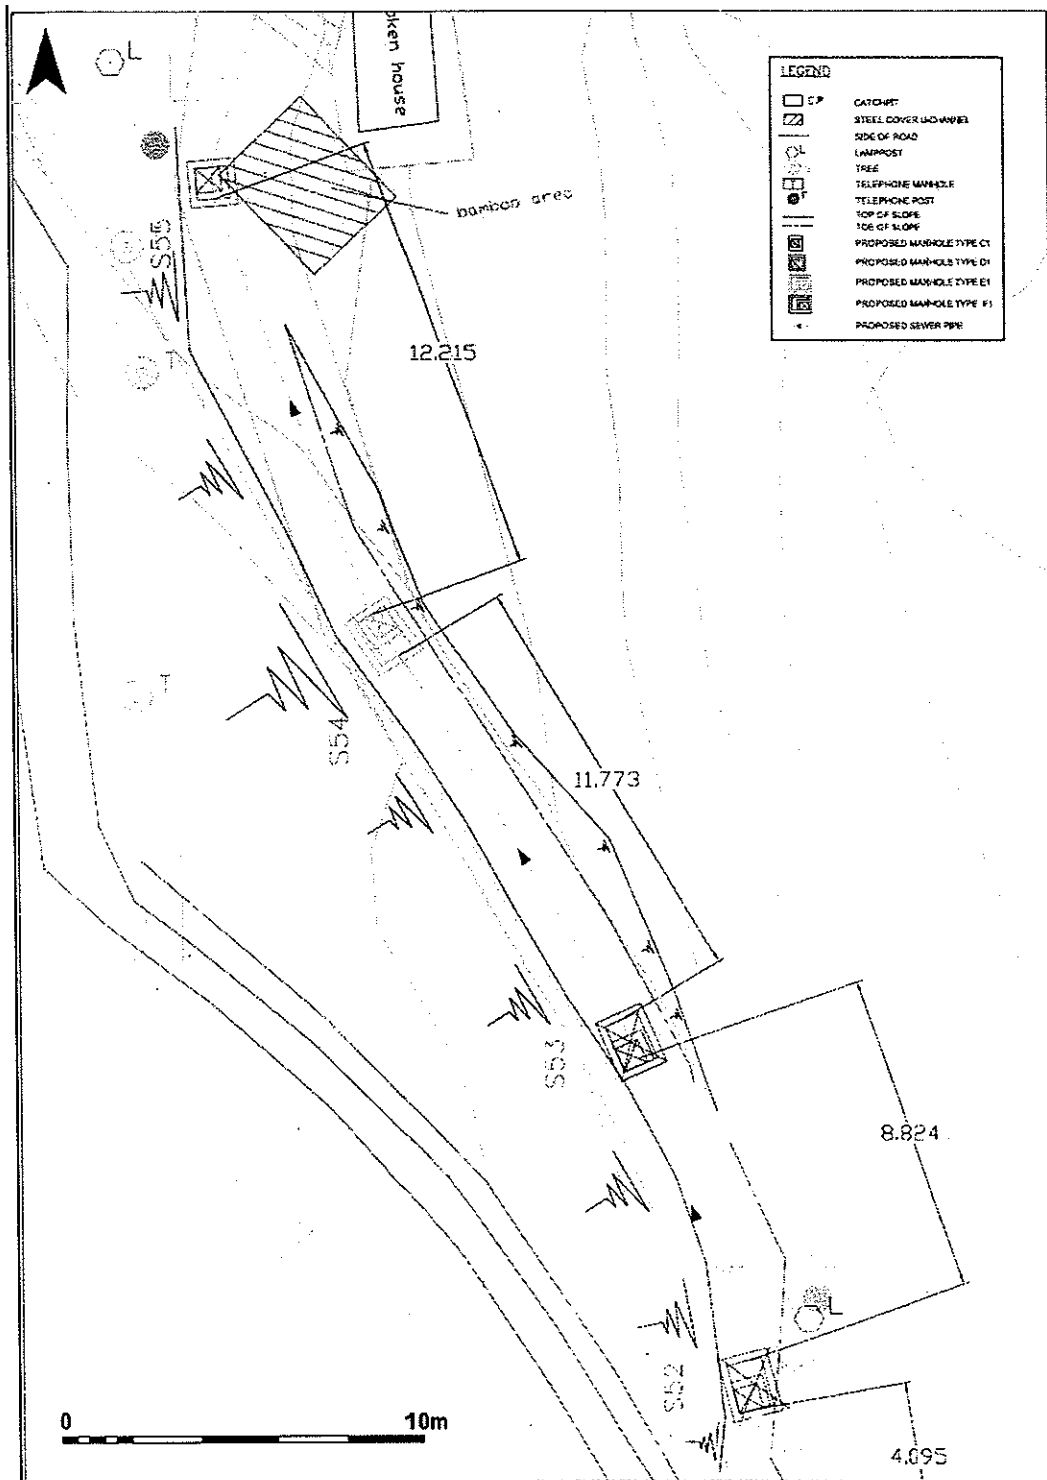 L
oken house
LEGEND
C.P CATCHPIT
STEEL COVER U-CHANNEL
SIDE OF ROAD
L LAMPPOST
TREE
TELEPHONE MANHOLE
T TELEPHONE POST
TOP OF SLOPE
TOE OF SLOPE
PROPOSED MANHOLE TYPE C1
PROPOSED MANHOLE TYPE D1
PROPOSED MANHOLE TYPE E1
PROPOSED MANHOLE TYPE F1
PROPOSED SEWER PIPE
bamboo area
S55
12.215
T
T
S54
11.773
S53
8.824
L
S52
0 10m
4.095